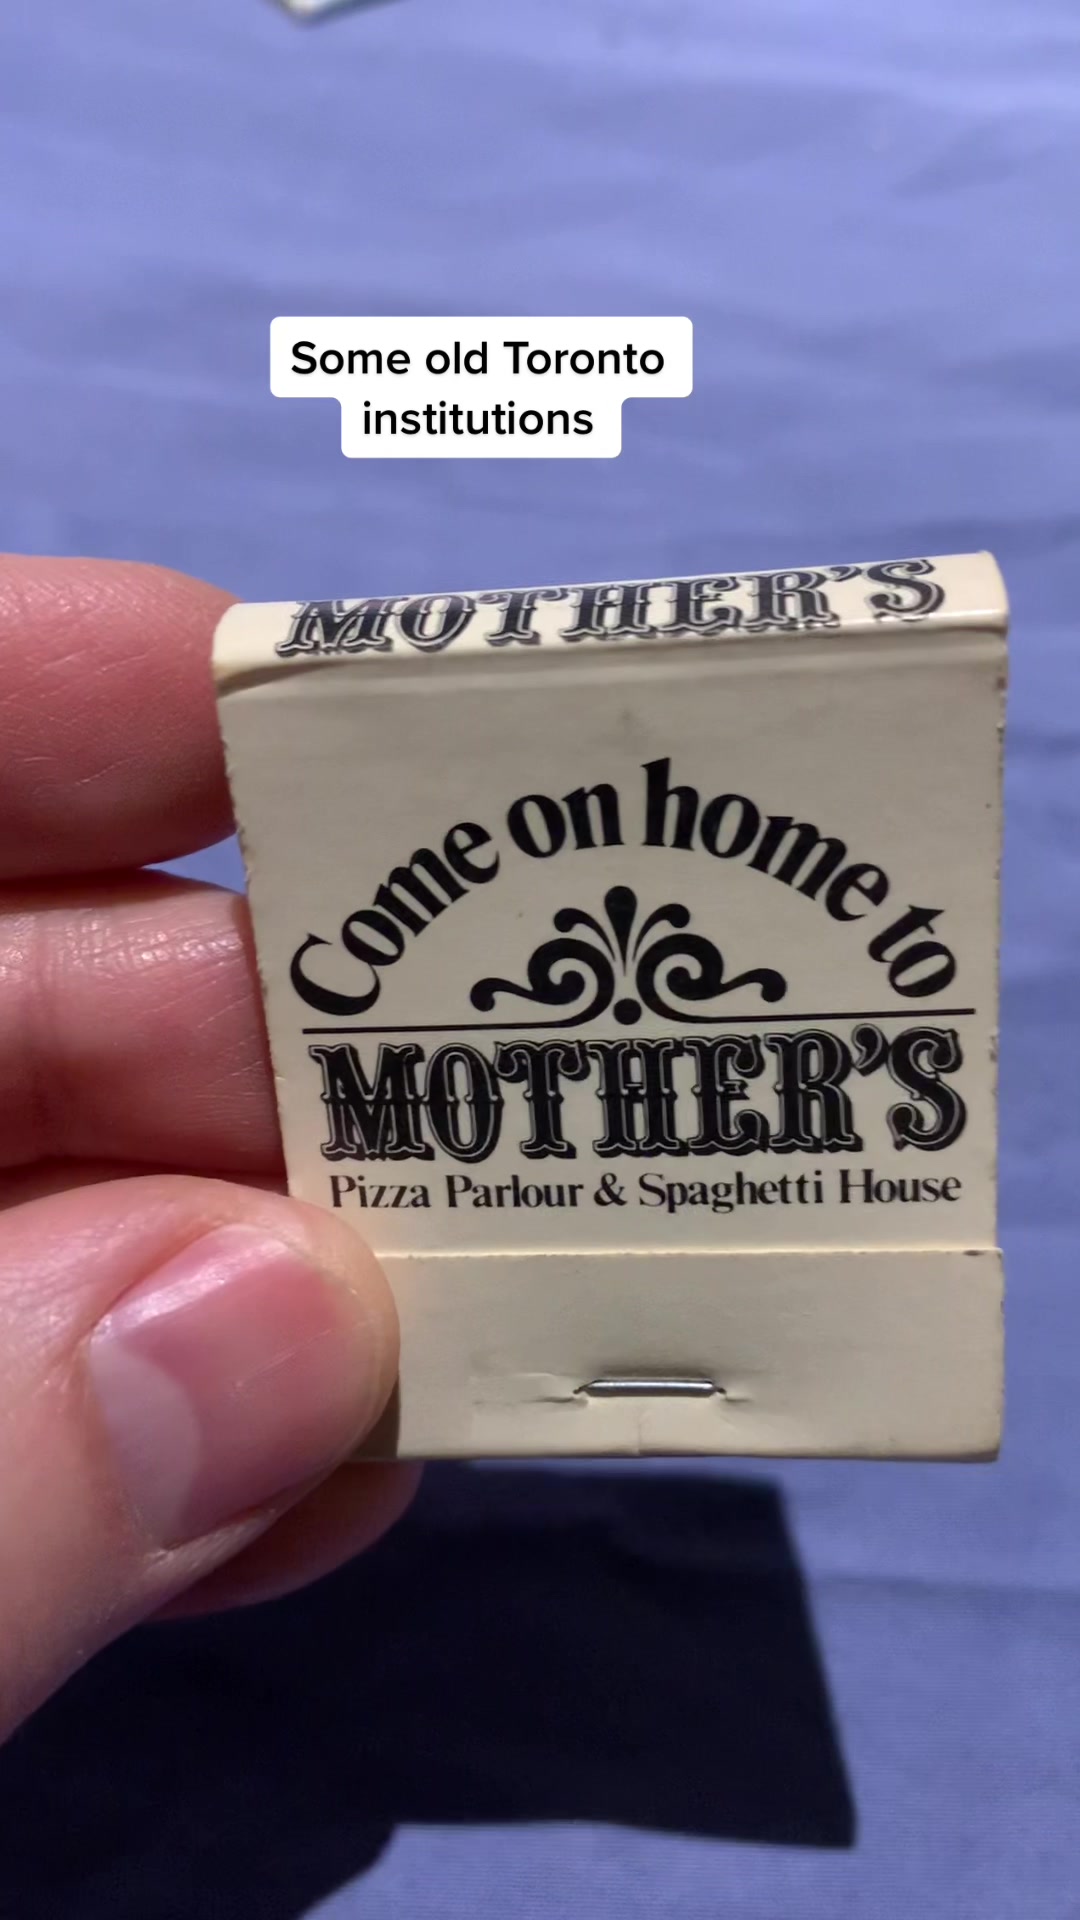 Some old Toronto
institutions
MOTHER'S
Come on home to
MOTHER'S
Pizza Parlour & Spaghetti House